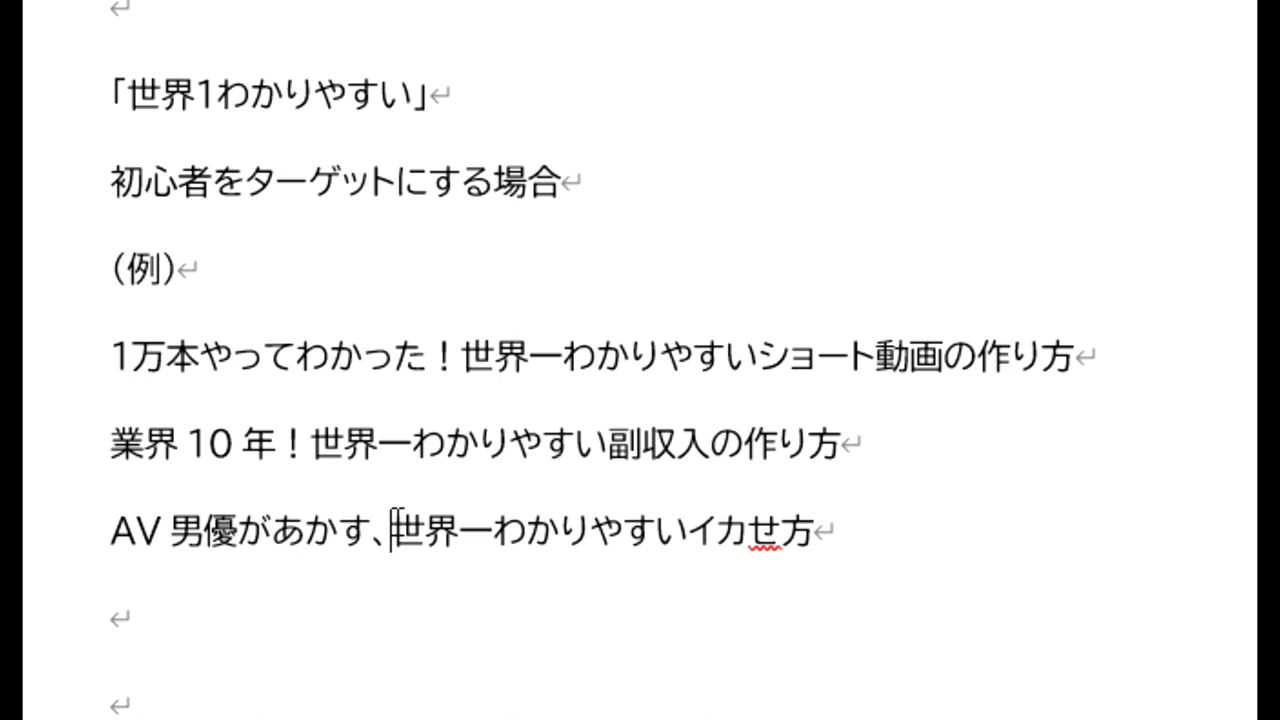 「世界1わかりやすい」
初心者をターゲットにする場合
（例）
1万本やってわかった！世界一わかりやすいショート動画の作り方
業界 10 年！世界一わかりやすい副収入の作り方
AV 男優があかす、世界一わかりやすいイカせ方